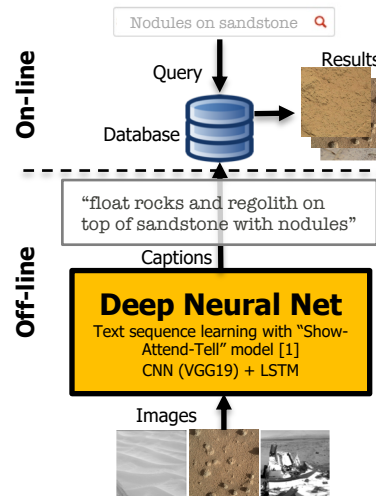 Nodules on sandstone
Results
Query
On-line
Database
"float rocks and regolith on
top of sandstone with nodules"
Captions
Off-line
Deep Neural Net
Text sequence learning with "Show-
Attend-Tell" model [1]
CNN (VGG19) + LSTM
Images